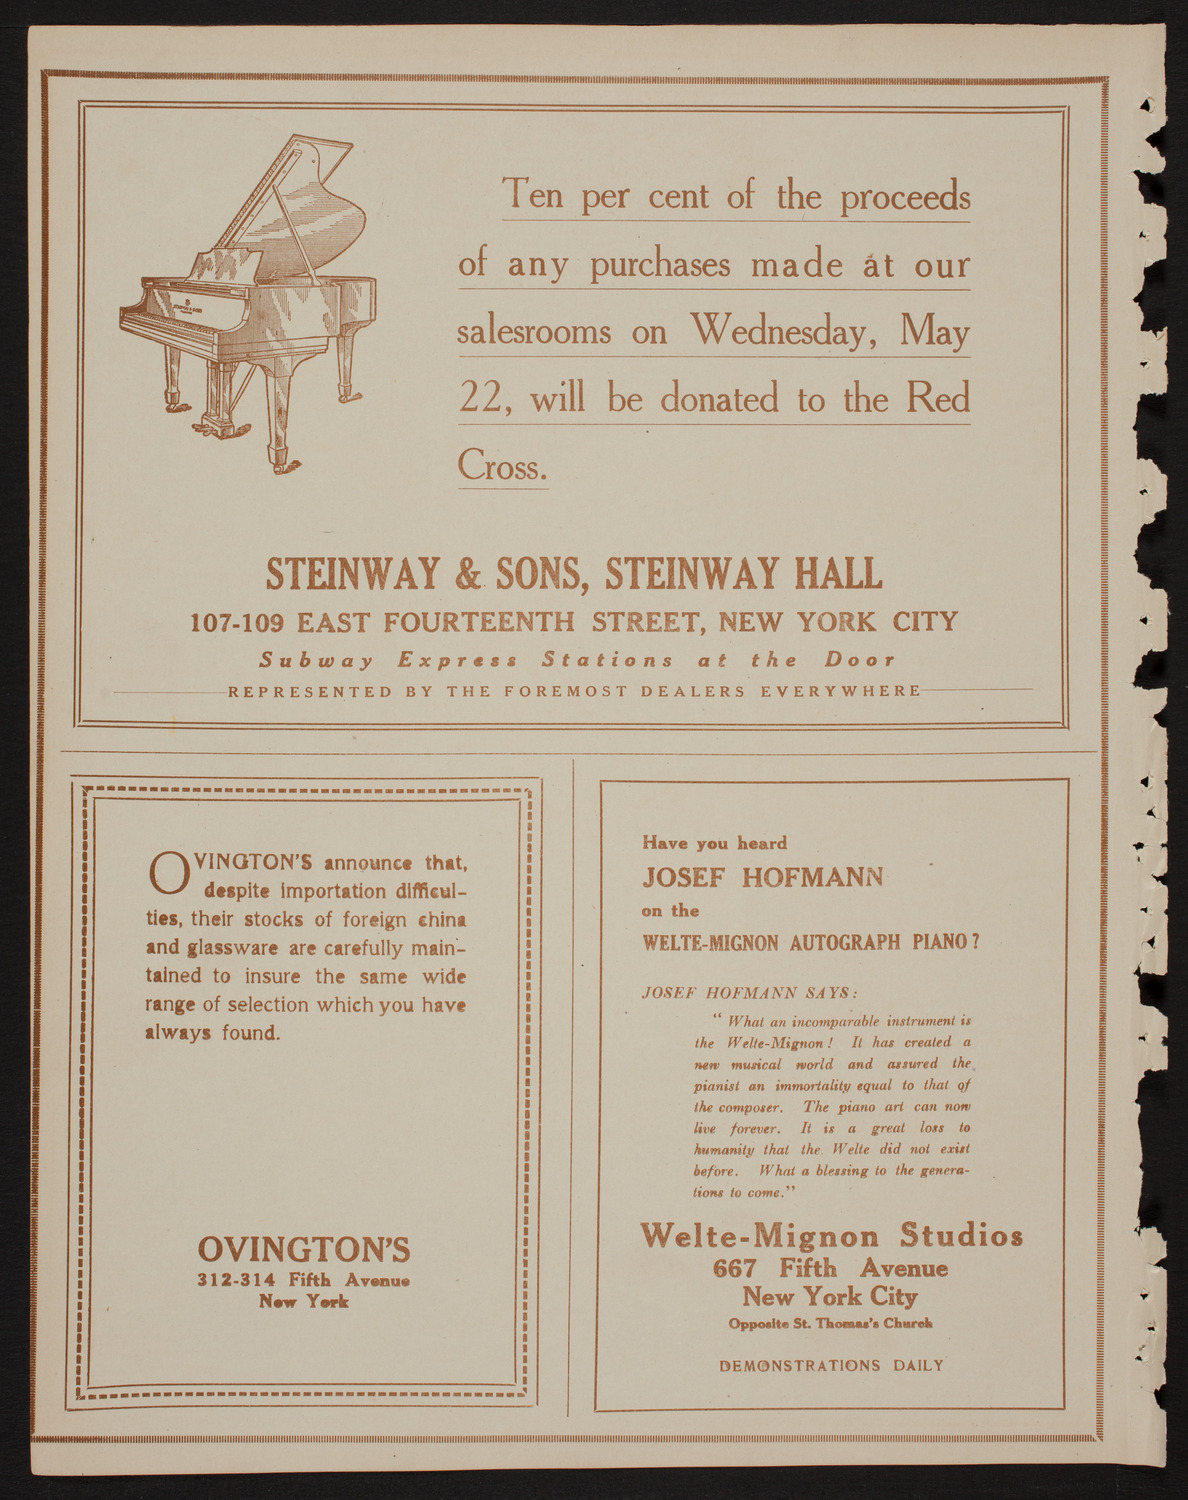 Ten per cent of the proceeds
of any purchases made at our
salesrooms on Wednesday, May
22, will be donated to the Red
Cross.
STEINWAY & SONS, STEINWAY HALL
107-109 EAST FOURTEENTH STREET, NEW YORK CITY
Subway Express Stations at the Door
REPRESENTED BY THE FOREMOST DEALERS EVERYWHERE
OVINGTON'S announce that,
despite importation difficul-
ties, their stocks of foreign china
and glassware are carefully main-
tained to insure the same wide
range of selection which you have
always found.
OVINGTON'S
312-314 Fifth Avenue
New York
Have you heard
JOSEF HOFMANN
on the
WELTE-MIGNON AUTOGRAPH PIANO?
JOSEF HOFMANN SAYS:
"What an incomparable instrument is
the Welte-Mignon! It has created a
new musical world and assured the
pianist an immortality equal to that of
the composer. The piano art can now
live forever. It is a great loss to
humanity that the Welte did not exist
before. What a blessing to the genera-
tions to come."
Welte-Mignon Studios
667 Fifth Avenue
New York City
Opposite St. Thomas's Church
DEMONSTRATIONS DAILY